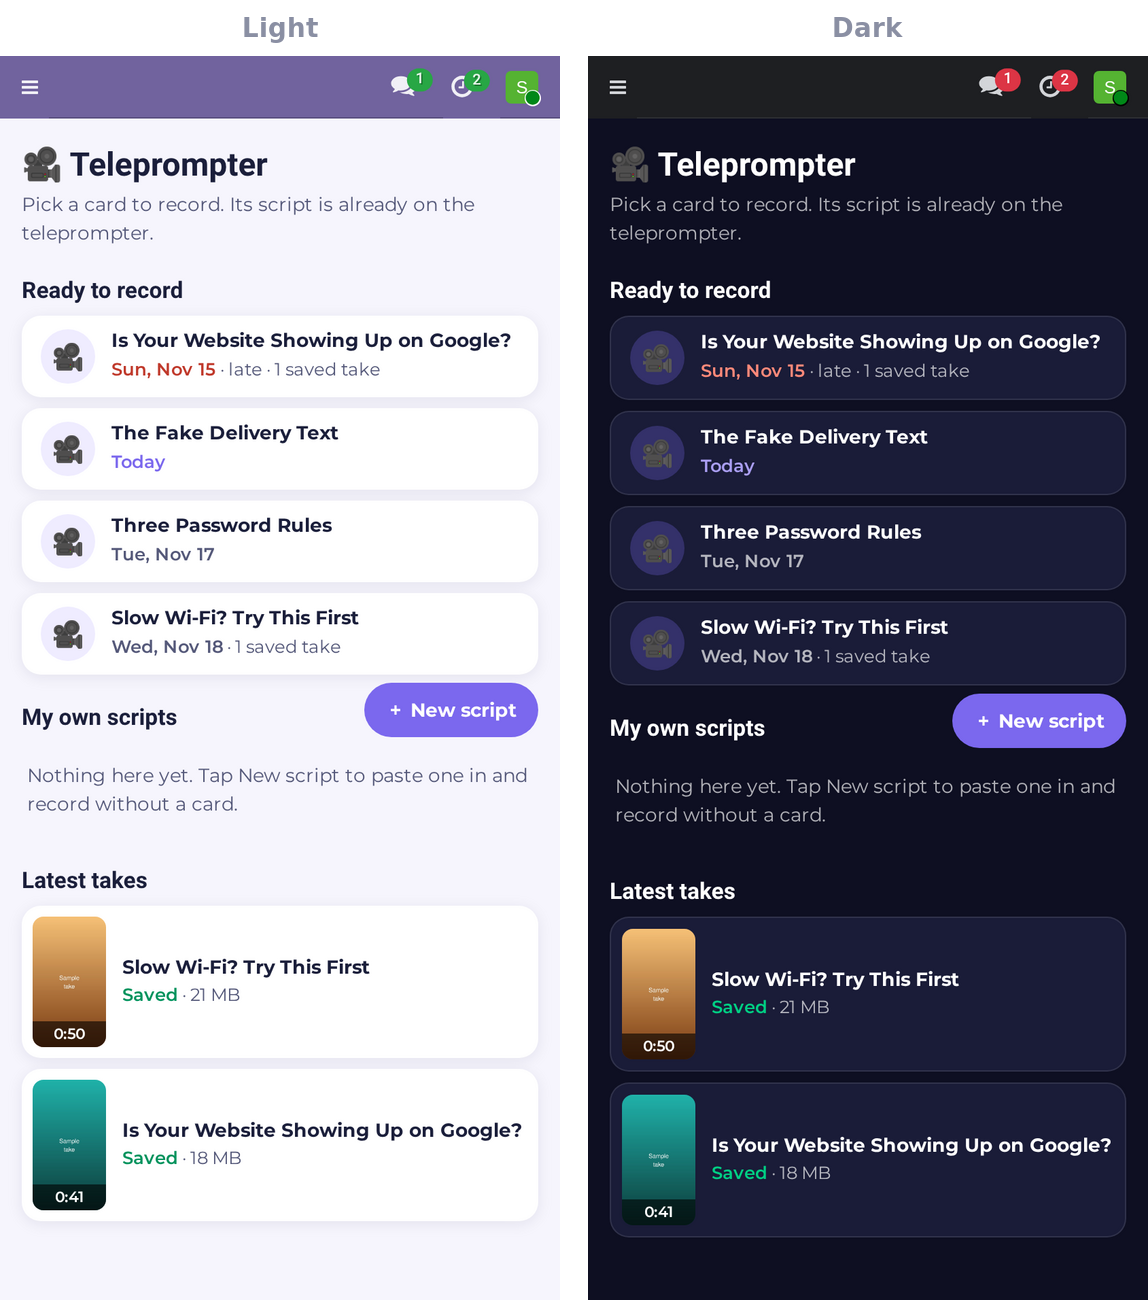 Light
1
2
S
🎥 Teleprompter
Pick a card to record. Its script is already on the
teleprompter.
Ready to record
Is Your Website Showing Up on Google?
Sun, Nov 15 · late · 1 saved take
The Fake Delivery Text
Today
Three Password Rules
Tue, Nov 17
Slow Wi-Fi? Try This First
Wed, Nov 18 · 1 saved take
My own scripts
+ New script
Nothing here yet. Tap New script to paste one in and
record without a card.
Latest takes
Sample
take
0:50
Slow Wi-Fi? Try This First
Saved · 21 MB
Sample
take
0:41
Is Your Website Showing Up on Google?
Saved · 18 MB
Dark
1
2
S
🎥 Teleprompter
Pick a card to record. Its script is already on the
teleprompter.
Ready to record
Is Your Website Showing Up on Google?
Sun, Nov 15 · late · 1 saved take
The Fake Delivery Text
Today
Three Password Rules
Tue, Nov 17
Slow Wi-Fi? Try This First
Wed, Nov 18 · 1 saved take
My own scripts
+ New script
Nothing here yet. Tap New script to paste one in and
record without a card.
Latest takes
Sample
take
0:50
Slow Wi-Fi? Try This First
Saved · 21 MB
Sample
take
0:41
Is Your Website Showing Up on Google?
Saved · 18 MB